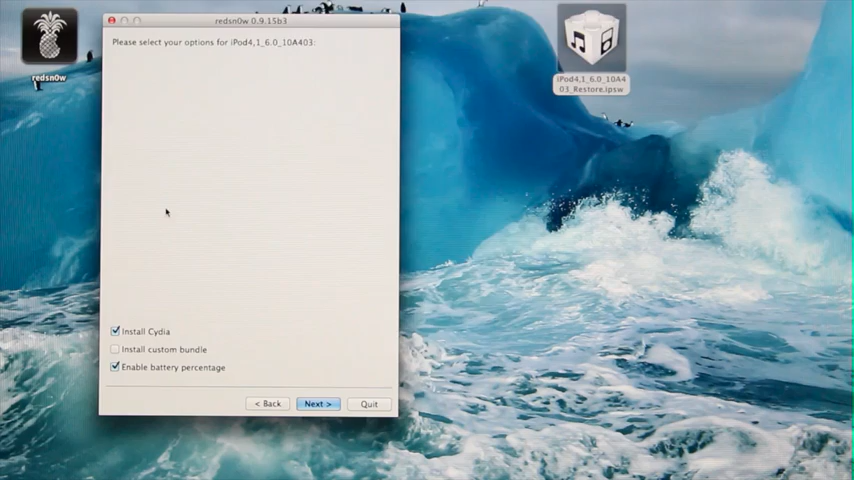 redsn0w 0.9.15b3
Please select your options for iPod4,1_6.0_10A403:
redsn0w
iPod4,1_6.0_10A4
03_Restore.ipsw
Install Cydia
Install custom bundle
Enable battery percentage
< Back
Next >
Quit